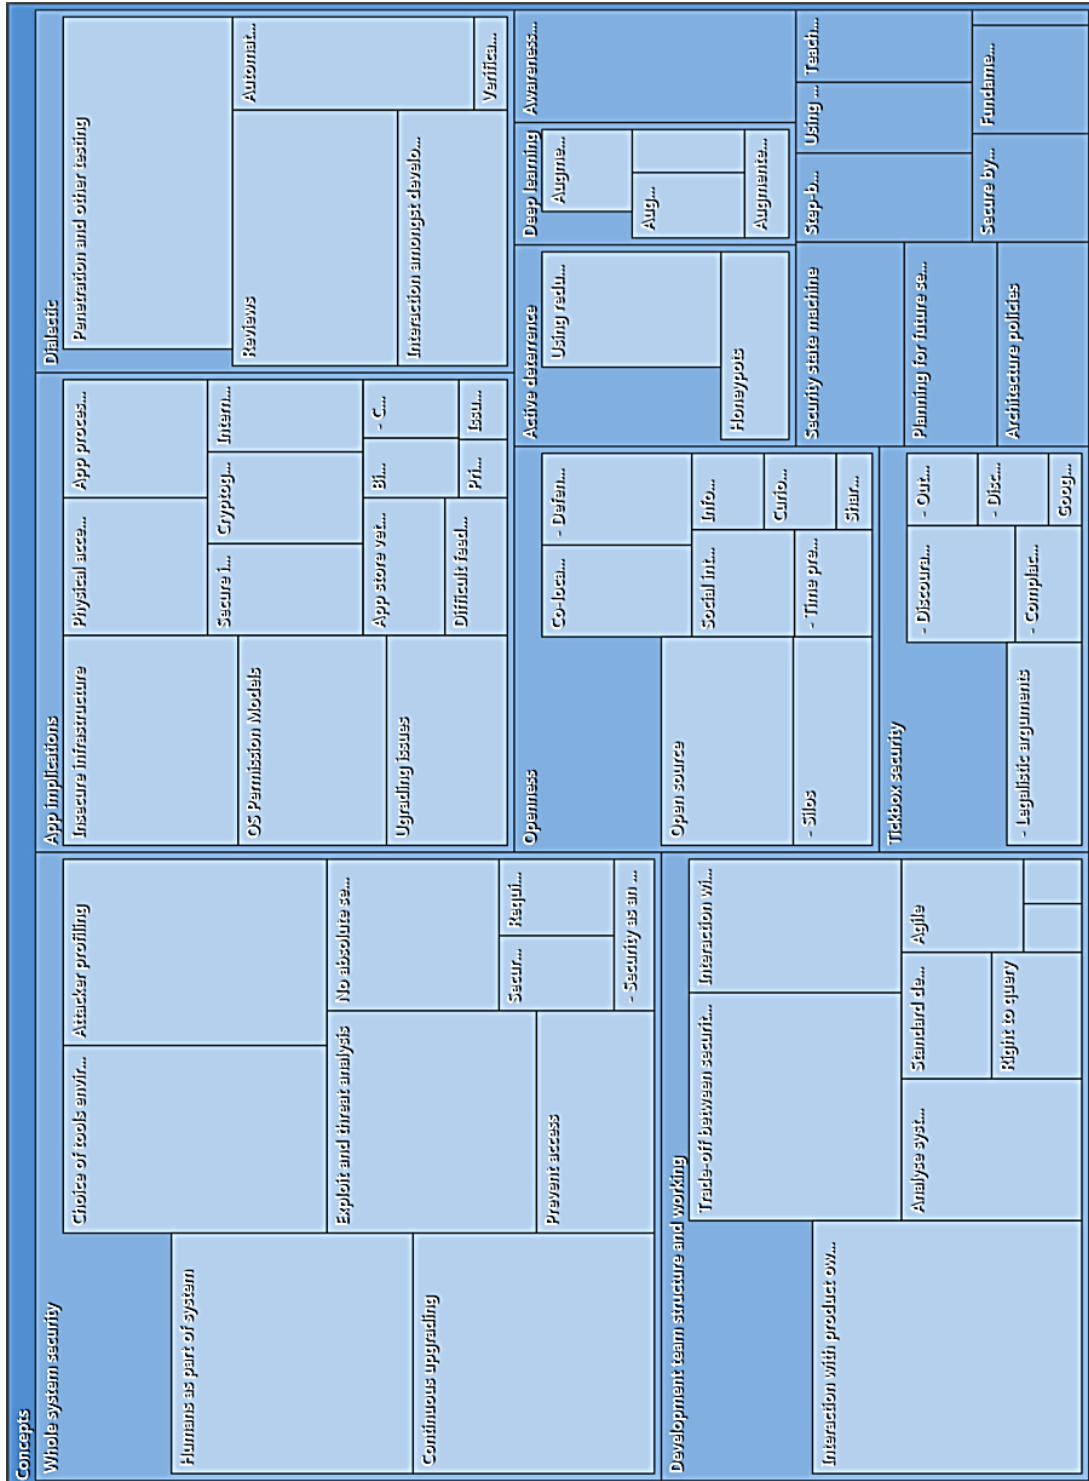 Concepts
Whole system security
Humans as part of system
Continuous upgrading
Choice of tools envir...
Attacker profiling
Exploit and threat analysis
Prevent access
No absolute se...
Secur...
Requi...
- Security as an ...
Development team structure and working
Interaction with product ow...
Trade-off between securit...
Interaction wi...
Analyse syst...
Standard de...
Right to query
Agile
App implications
Insecure infrastructure
OS Permission Models
Ugrading issues
Physical acce...
App proces...
Secure i...
Cryptog...
Intern...
App store vet...
Difficult feed...
Bi...
- C...
Pri...
Issu...
Dialectic
Penetration and other testing
Reviews
Interaction amongst develo...
Automat...
Verifica...
Openness
Open source
- Silos
Co-loca...
- Defen...
Social int...
- Time pre...
Info...
Curio...
Shar...
Tickbox security
- Legalistic arguments
- Discoura...
- Complac...
- Out...
- Disc...
Goog...
Active deterrence
Using redu...
Honeypots
Deep learning
Augme...
Aug...
Augmente...
Awareness...
Security state machine
Planning for future se...
Architecture policies
Step-b...
Using ...
Teach...
Secure by...
Fundame...